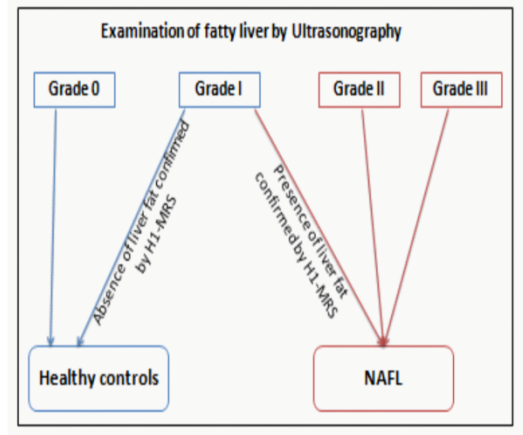 Examination of fatty liver by Ultrasonography
Grade 0
Grade I
Grade II
Grade III
Absence of liver fat confirmed
by H1-MRS
Presence of liver fat
confirmed by H1-MRS
Healthy controls
NAFL